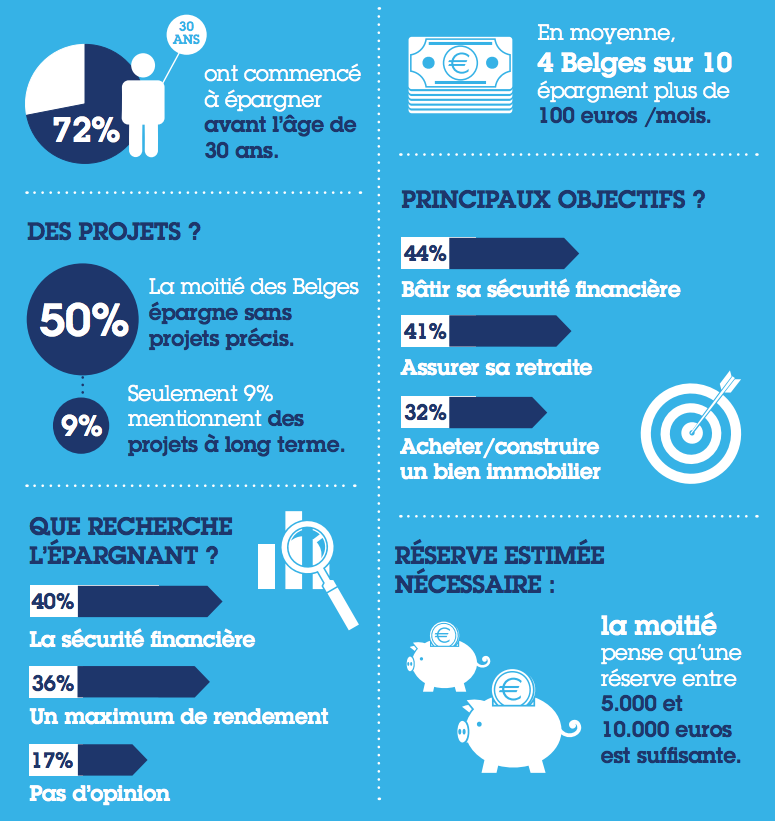 30
ANS
72%
ont commencé
à épargner
avant l'âge de
30 ans.
€
En moyenne,
4 Belges sur 10
épargnent plus de
100 euros /mois.
DES PROJETS ?
50%
La moitié des Belges
épargne sans
projets précis.
9%
Seulement 9%
mentionnent des
projets à long terme.
PRINCIPAUX OBJECTIFS ?
44%
Bâtir sa sécurité financière
41%
Assurer sa retraite
32%
Acheter/construire
un bien immobilier
QUE RECHERCHE
L'ÉPARGNANT ?
40%
La sécurité financière
36%
Un maximum de rendement
17%
Pas d'opinion
RÉSERVE ESTIMÉE
NÉCESSAIRE :
€
€
la moitié
pense qu'une
réserve entre
5.000 et
10.000 euros
est suffisante.